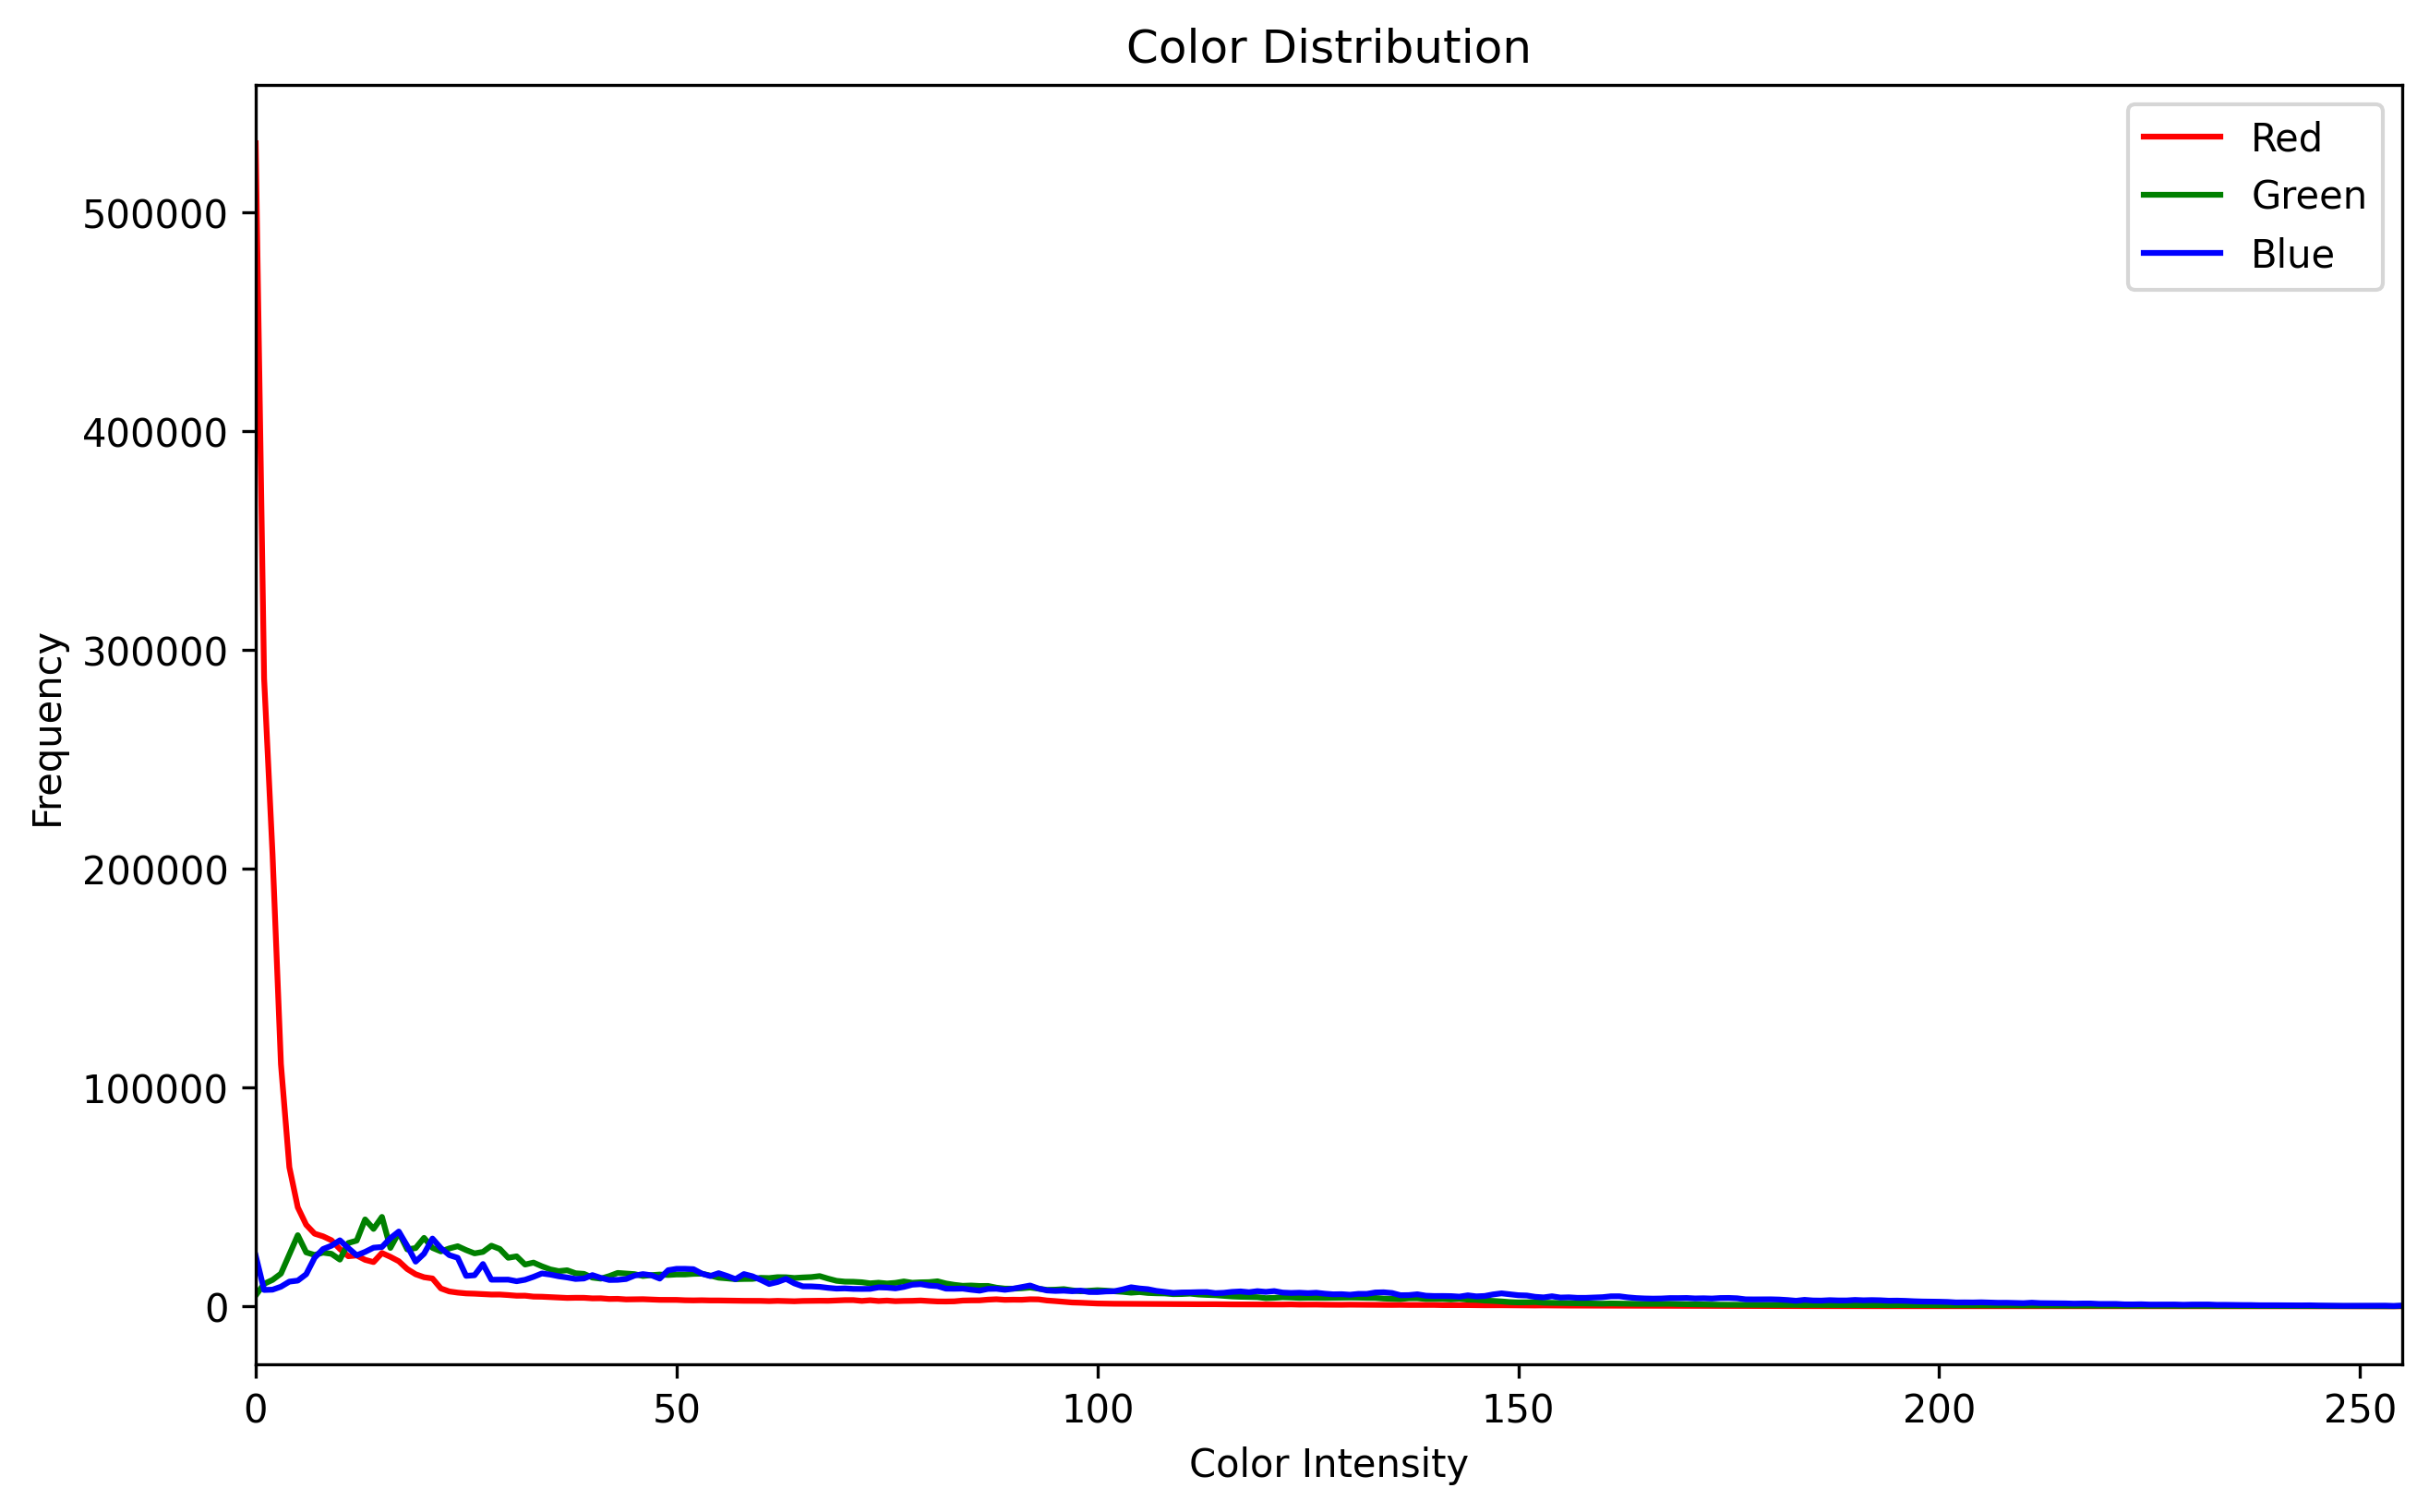 Color Distribution
Red
Green
Blue
500000
400000
300000
200000
100000
0
Frequency
0 50 100 150 200 250
Color Intensity